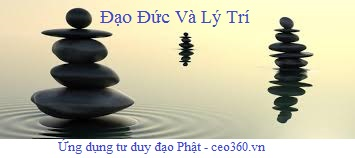 Đạo Đức Và Lý Trí
Ứng dụng tư duy đạo Phật - ceo360.vn